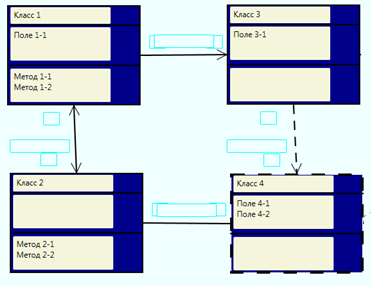 Класс 1
Поле 1-1
Метод 1-1
Метод 1-2
Класс 3
Поле 3-1
Класс 2
Метод 2-1
Метод 2-2
Класс 4
Поле 4-1
Поле 4-2